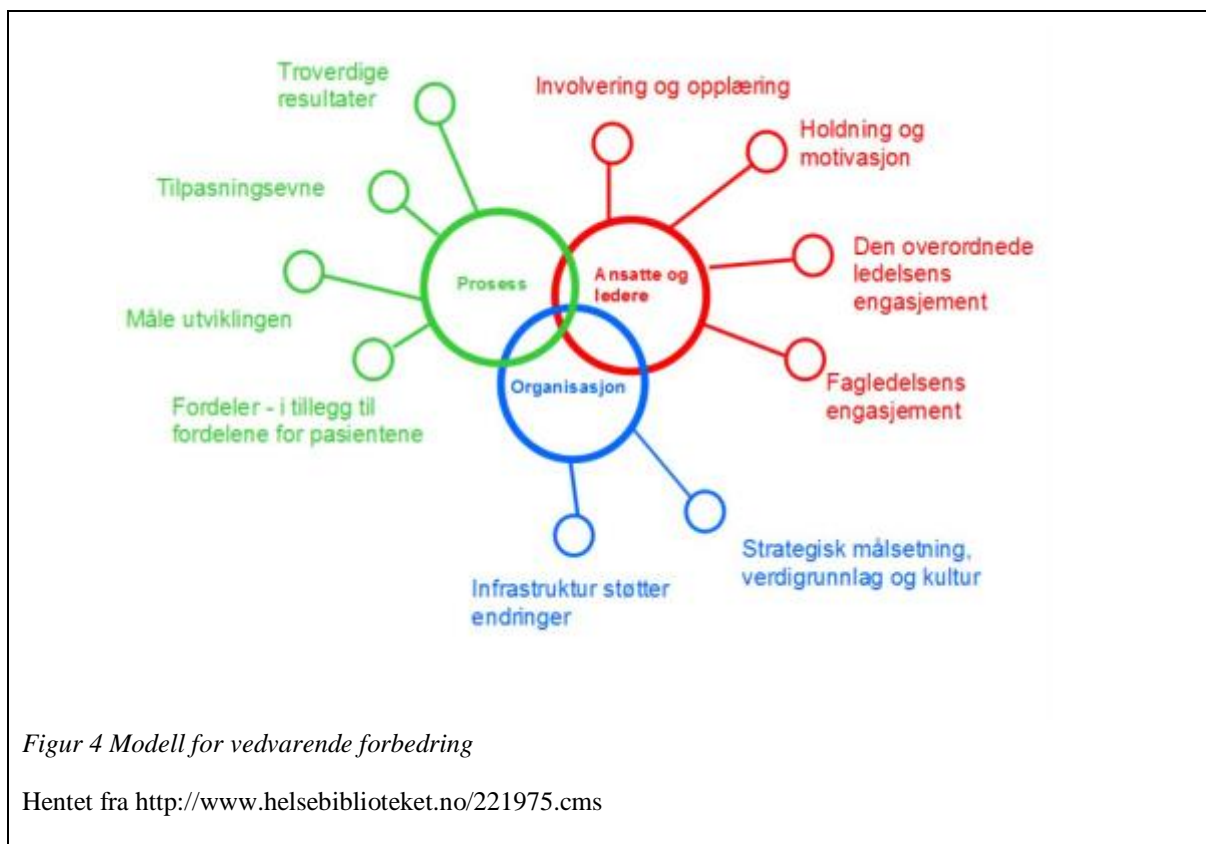 Troverdige
resultater
Tilpasningsevne
Måle utviklingen
Fordeler - i tillegg til
fordelene for pasientene
Prosess
Involvering og opplæring
Holdning og
motivasjon
Den overordnede
ledelsens
engasjement
Fagledelsens
engasjement
Ansatte og
ledere
Organisasjon
Infrastruktur støtter
endringer
Strategisk målsetning,
verdigrunnlag og kultur
Figur 4 Modell for vedvarende forbedring
Hentet fra http://www.helsebiblioteket.no/221975.cms